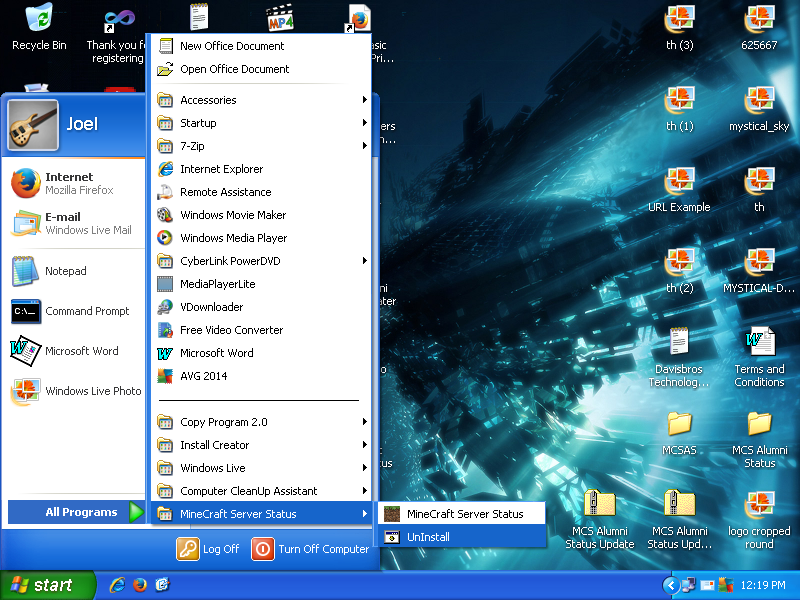 Recycle Bin
Thank you f
registering
MP4
asic
Pri...
th (3)
625667
New Office Document
Open Office Document
Accessories
Startup
7-Zip
Internet Explorer
Remote Assistance
Windows Movie Maker
Windows Media Player
CyberLink PowerDVD
MediaPlayerLite
VDownloader
Free Video Converter
Microsoft Word
AVG 2014
Copy Program 2.0
Install Creator
Windows Live
Computer CleanUp Assistant
MineCraft Server Status
MineCraft Server Status
UnInstall
Joel
Internet
Mozilla Firefox
E-mail
Windows Live Mail
Notepad
C:\_
Command Prompt
Microsoft Word
Windows Live Photo
All Programs
Log Off
Turn Off Computer
ers
n...
ni
ater
o
us
th (1)
mystical_sky
URL Example
th
th (2)
MYSTICAL-D...
Davisbros
Technolog...
Terms and
Conditions
MCSAS
MCS Alumni
Status
MCS Alumni
Status Update
MCS Alumni
Status Upd...
logo cropped
round
start
12:19 PM